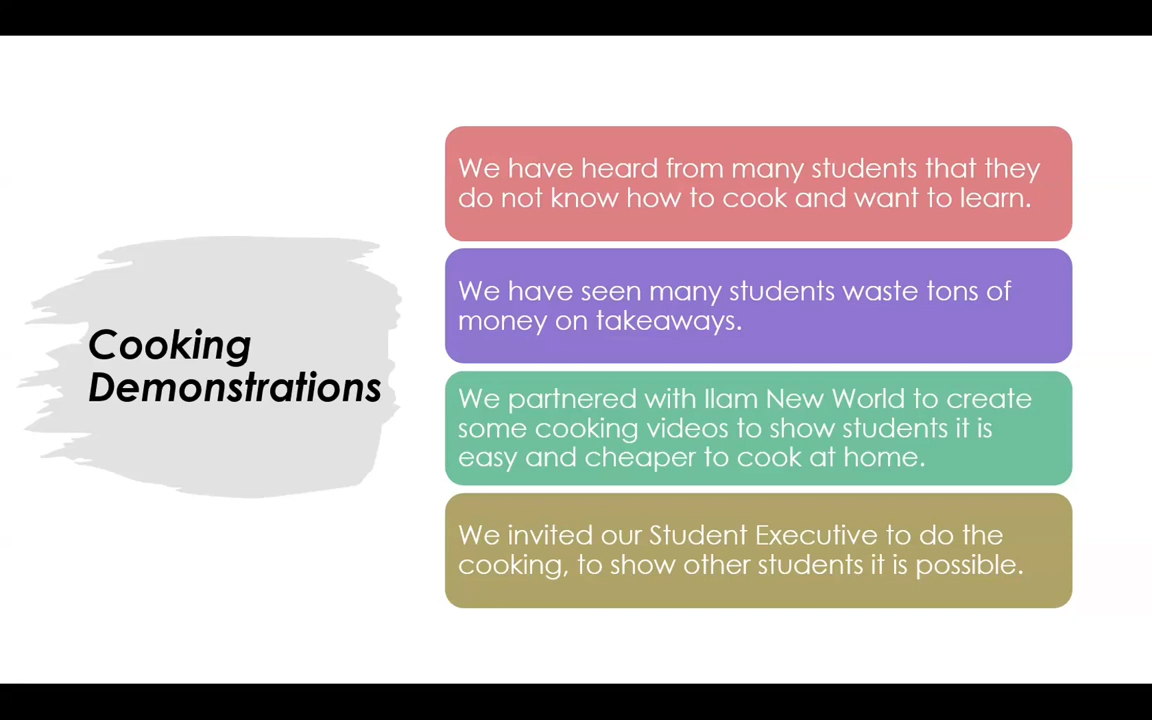 Cooking
Demonstrations
We have heard from many students that they
do not know how to cook and want to learn.
We have seen many students waste tons of
money on takeaways.
We partnered with Ilam New World to create
some cooking videos to show students it is
easy and cheaper to cook at home.
We invited our Student Executive to do the
cooking, to show other students it is possible.